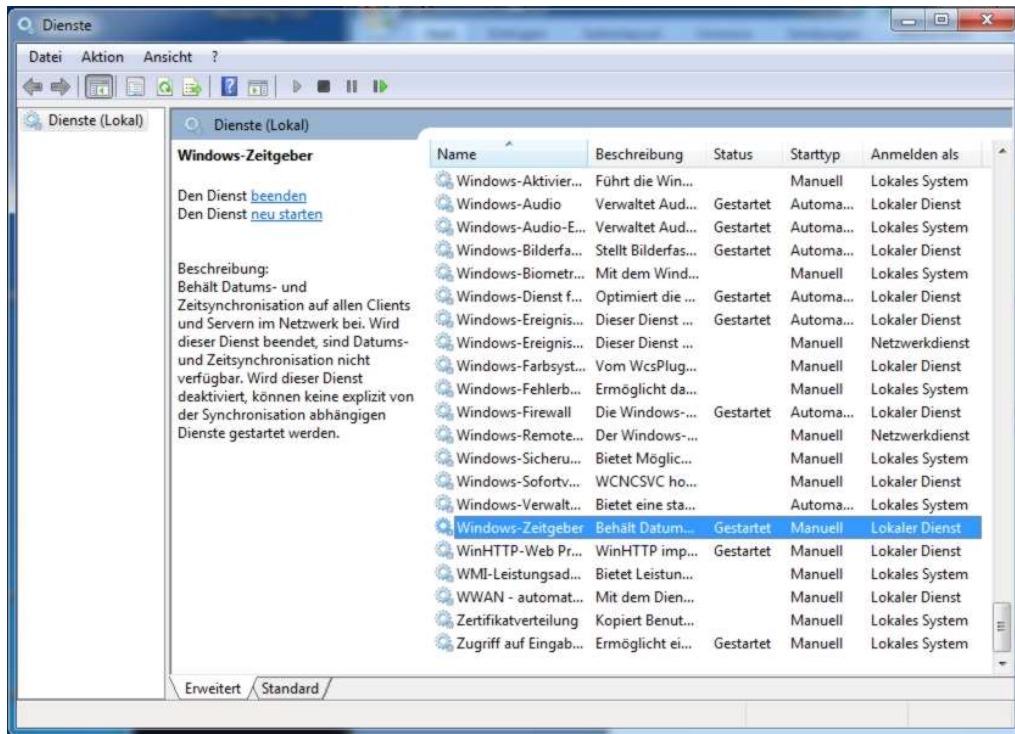 Dienste
Datei Aktion Ansicht ?
Dienste (Lokal)
Dienste (Lokal)
Windows-Zeitgeber
Den Dienst beenden
Den Dienst neu starten
Beschreibung:
Behält Datums- und
Zeitsynchronisation auf allen Clients
und Servern im Netzwerk bei. Wird
dieser Dienst beendet, sind Datums-
und Zeitsynchronisation nicht
verfügbar. Wird dieser Dienst
deaktiviert, können keine explizit von
der Synchronisation abhängigen
Dienste gestartet werden.
Name Beschreibung Status Starttyp Anmelden als
Windows-Aktivier... Führt die Win... Manuell Lokales System
Windows-Audio Verwaltet Aud... Gestartet Automa... Lokaler Dienst
Windows-Audio-E... Verwaltet Aud... Gestartet Automa... Lokales System
Windows-Bilderfa... Stellt Bilderfas... Gestartet Automa... Lokaler Dienst
Windows-Biometr... Mit dem Wind... Manuell Lokales System
Windows-Dienst f... Optimiert die ... Gestartet Automa... Lokaler Dienst
Windows-Ereignis... Dieser Dienst ... Gestartet Automa... Lokaler Dienst
Windows-Ereignis... Dieser Dienst ... Manuell Netzwerkdienst
Windows-Farbsyst... Vom WcsPlug... Manuell Lokaler Dienst
Windows-Fehlerb... Ermöglicht da... Manuell Lokales System
Windows-Firewall Die Windows-... Gestartet Automa... Lokaler Dienst
Windows-Remote... Der Windows-... Manuell Netzwerkdienst
Windows-Sicheru... Bietet Möglic... Manuell Lokales System
Windows-Sofortv... WCNCSVC ho... Manuell Lokaler Dienst
Windows-Verwalt... Bietet eine sta... Automa... Lokales System
Windows-Zeitgeber Behält Datum... Gestartet Manuell Lokaler Dienst
WinHTTP-Web Pr... WinHTTP imp... Gestartet Manuell Lokaler Dienst
WMI-Leistungsad... Bietet Leistun... Manuell Lokales System
WWAN - automat... Mit dem Dien... Manuell Lokaler Dienst
Zertifikatverteilung Kopiert Benut... Manuell Lokales System
Zugriff auf Eingab... Ermöglicht ei... Gestartet Manuell Lokales System
Erweitert Standard